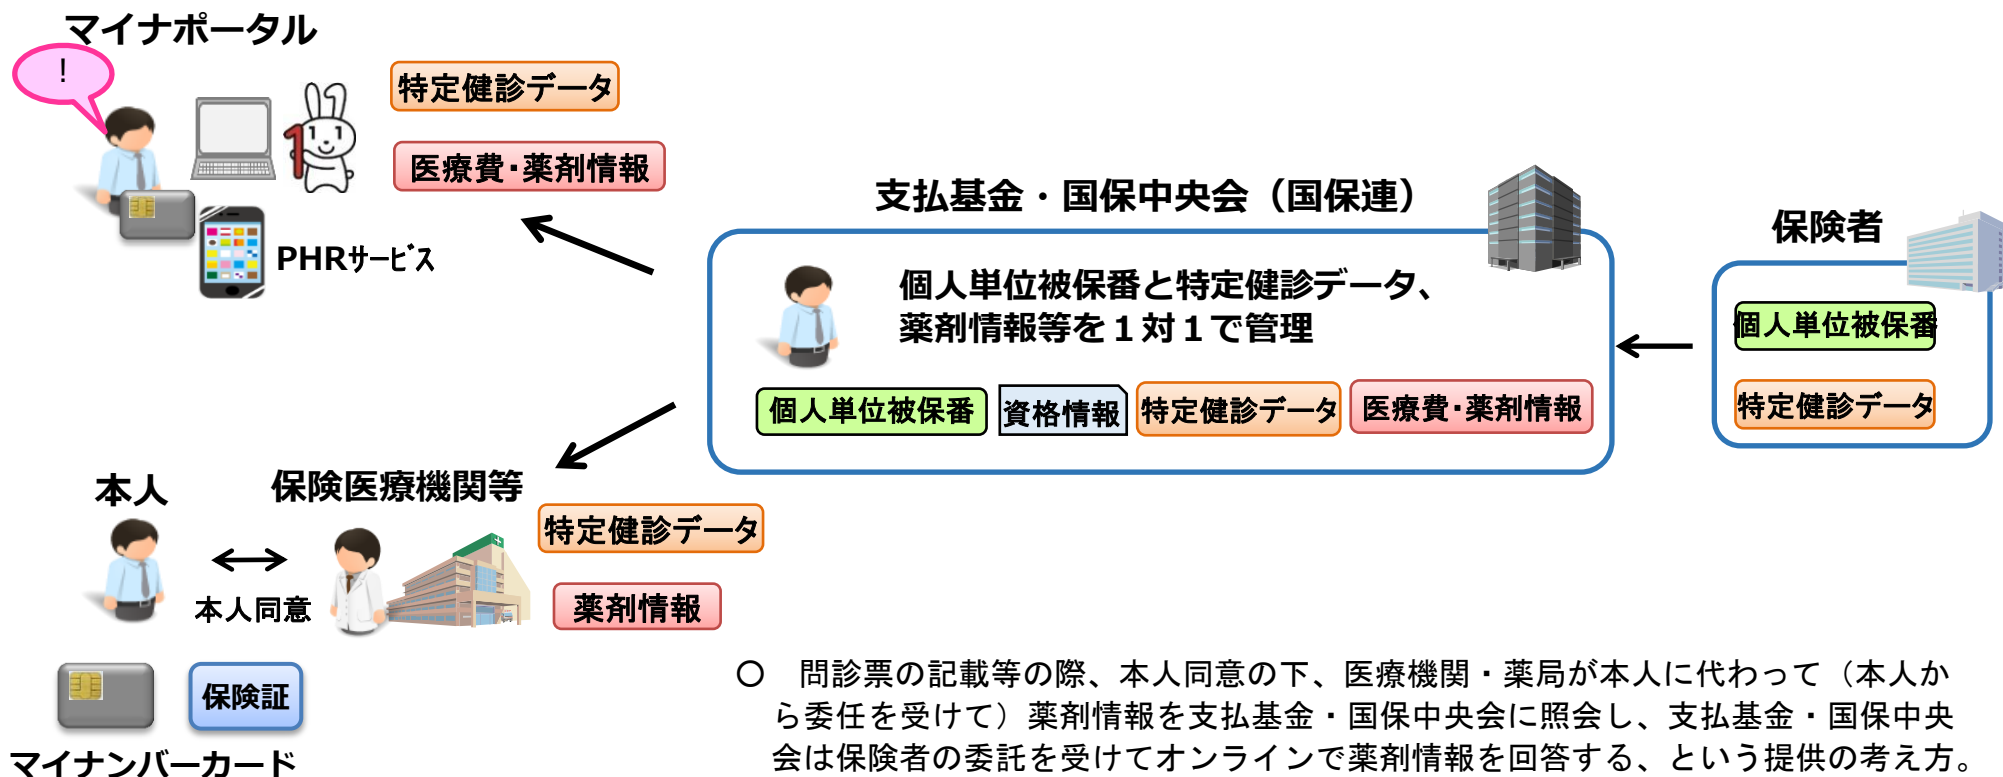 マイナポータル
！
特定健診データ
医療費・薬剤情報
PHRサービス
支払基金・国保中央会（国保連）
個人単位被保番と特定健診データ、
薬剤情報等を１対１で管理
個人単位被保番
資格情報
特定健診データ
医療費・薬剤情報
保険者
個人単位被保番
特定健診データ
本人
保険医療機関等
本人同意
特定健診データ
薬剤情報
保険証
マイナンバーカード
〇　問診票の記載等の際、本人同意の下、医療機関・薬局が本人に代わって（本人か
ら委任を受けて）薬剤情報を支払基金・国保中央会に照会し、支払基金・国保中央
会は保険者の委託を受けてオンラインで薬剤情報を回答する、という提供の考え方。